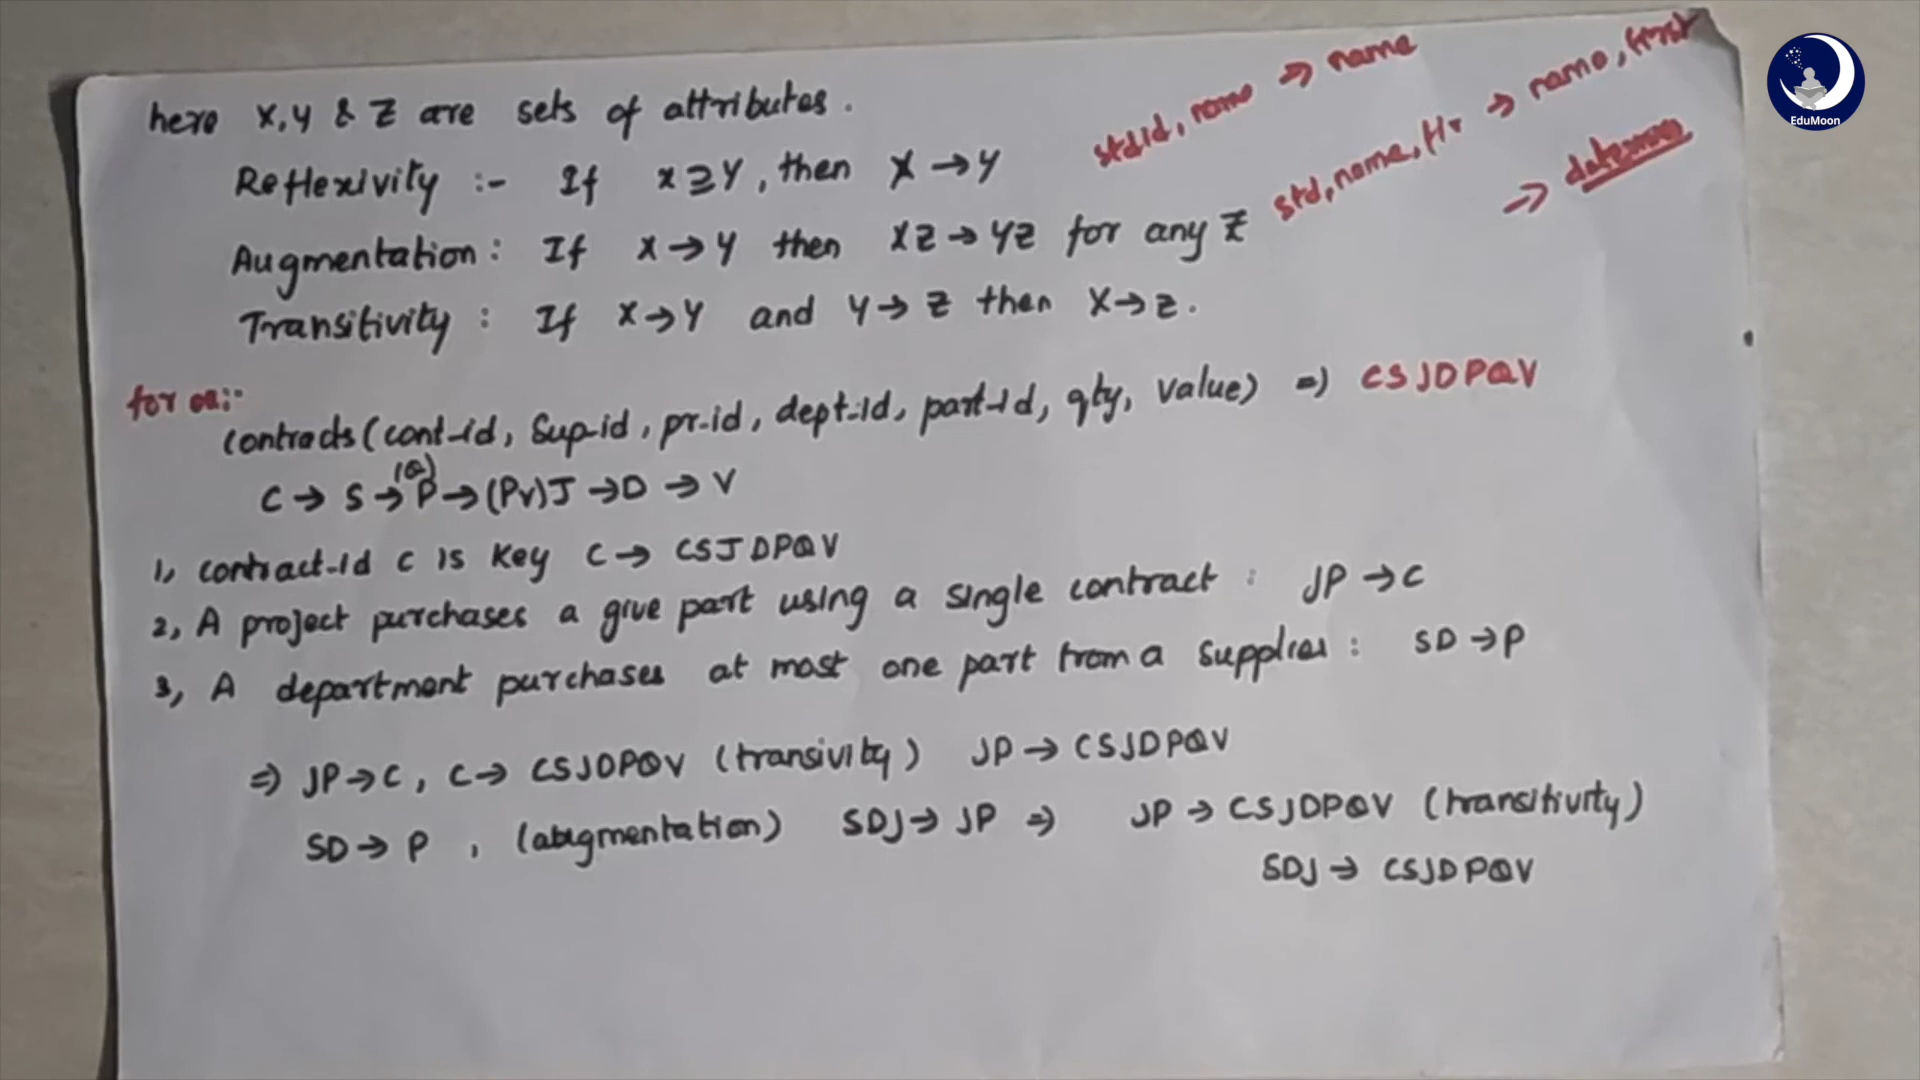 here X, Y & Z are sets of attributes.
Reflexivity :- If X ⊇ Y, then X → Y
stdid, name → name
Augmentation : If X → Y then XZ → YZ for any Z
std, name, Hr → name,
Transitivity : If X → Y and Y → Z then X → Z.
for ex:-
Contracts (cont-id, Sup-id, pr-id, dept-id, part-id, qty, value) => CSJDPQV
C → S → P → (Pr) J → D → V
(Q)
1, contract-id C is key C → CSJDPQV
2, A project purchases a give part using a single contract : JP → C
3, A department purchases at most one part from a supplier : SD → P
=> JP → C, C → CSJDPQV (transivity) JP → CSJDPQV
SD → P , (augmentation) SDJ → JP => JP → CSJDPQV (transitivity)
SDJ → CSJDPQV
EduMoon